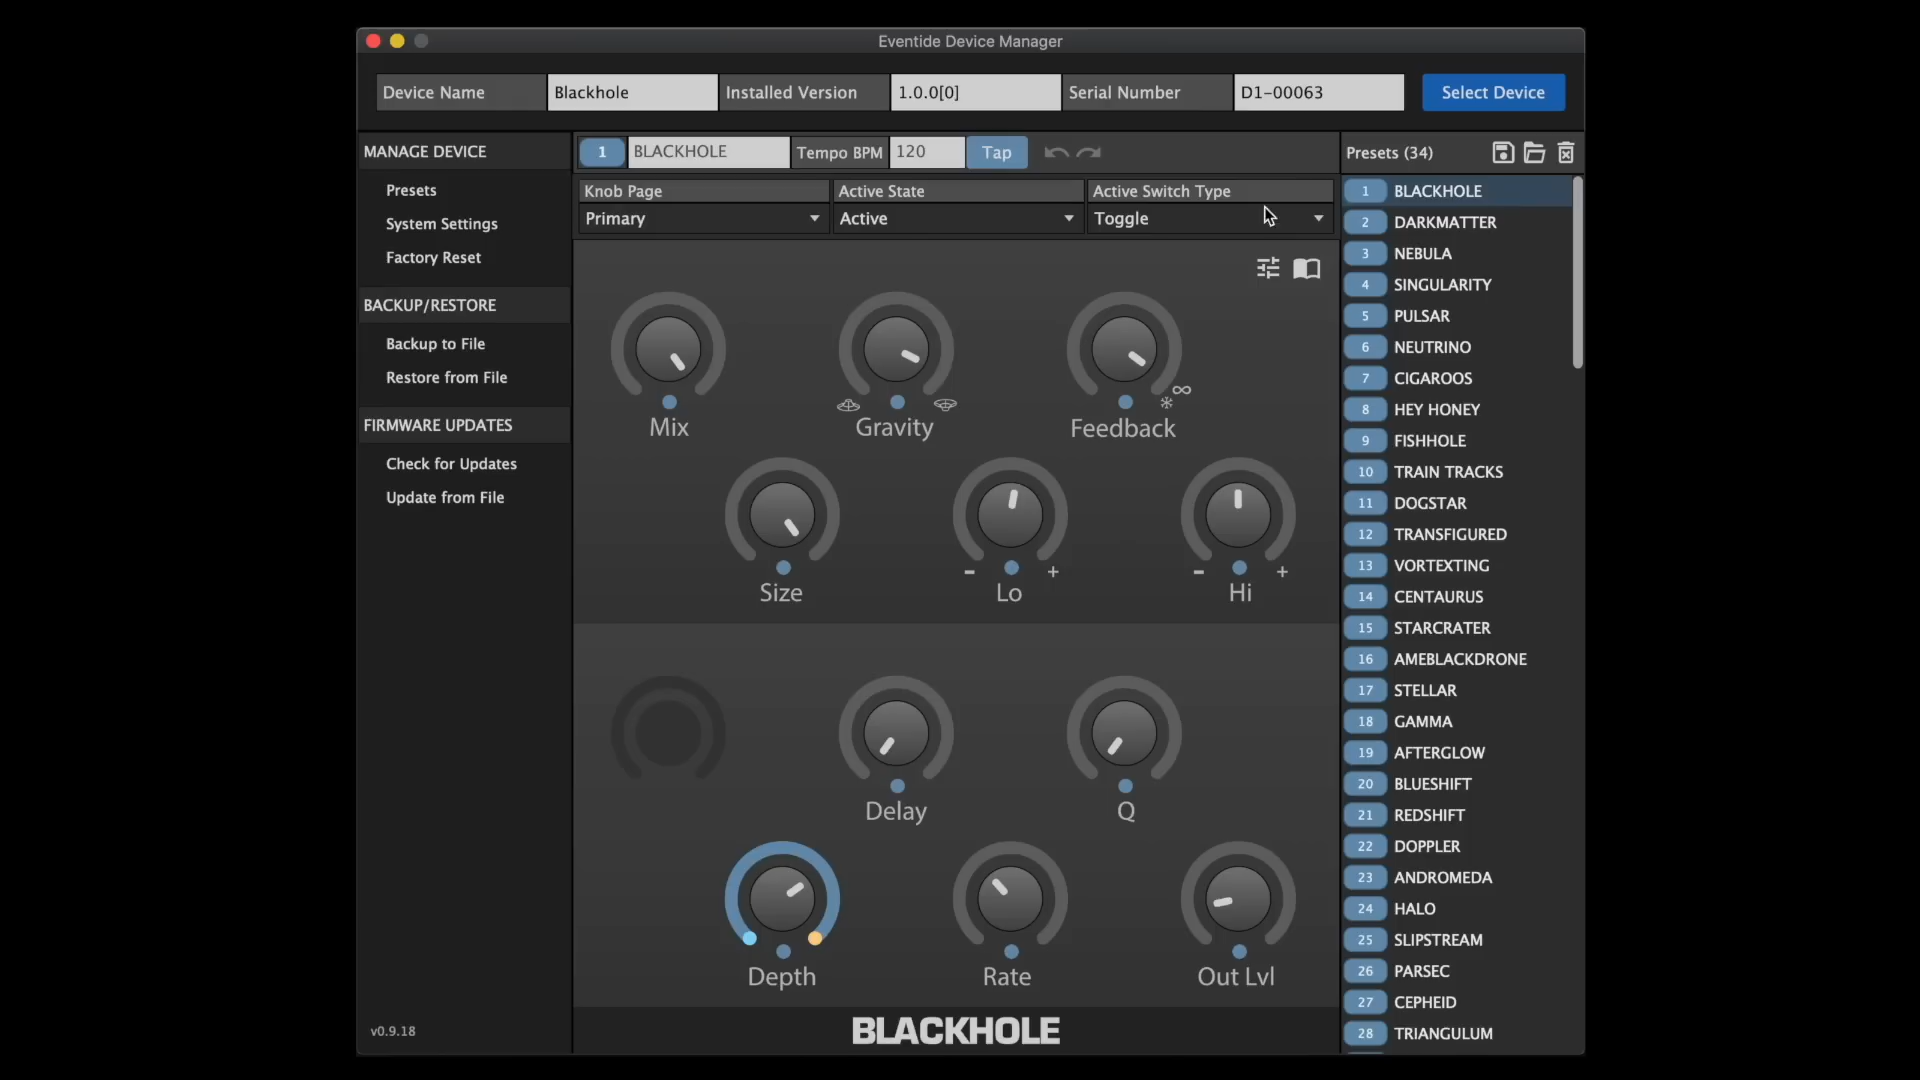 Eventide Device Manager
Device Name
Blackhole
Installed Version
1.0.0[0]
Serial Number
D1-00063
Select Device
MANAGE DEVICE
Presets
System Settings
Factory Reset
BACKUP/RESTORE
Backup to File
Restore from File
FIRMWARE UPDATES
Check for Updates
Update from File
v0.9.18
1
BLACKHOLE
Tempo BPM
120
Tap
Knob Page
Active State
Active Switch Type
Primary
Active
Toggle
Mix
Gravity
∞
Feedback
- +
- +
Size
Lo
Hi
Delay
Q
Depth
Rate
Out Lvl
BLACKHOLE
Presets (34)
1 BLACKHOLE
2 DARKMATTER
3 NEBULA
4 SINGULARITY
5 PULSAR
6 NEUTRINO
7 CIGAROOS
8 HEY HONEY
9 FISHHOLE
10 TRAIN TRACKS
11 DOGSTAR
12 TRANSFIGURED
13 VORTEXTING
14 CENTAURUS
15 STARCRATER
16 AMEBLACKDRONE
17 STELLAR
18 GAMMA
19 AFTERGLOW
20 BLUESHIFT
21 REDSHIFT
22 DOPPLER
23 ANDROMEDA
24 HALO
25 SLIPSTREAM
26 PARSEC
27 CEPHEID
28 TRIANGULUM